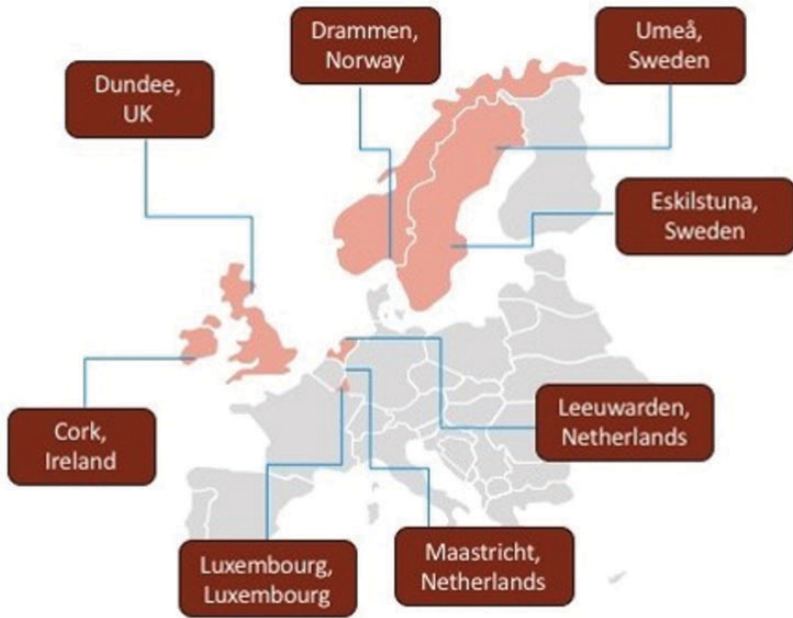 Drammen,
Norway
Umeå,
Sweden
Dundee,
UK
Eskilstuna,
Sweden
Cork,
Ireland
Leeuwarden,
Netherlands
Luxembourg,
Luxembourg
Maastricht,
Netherlands